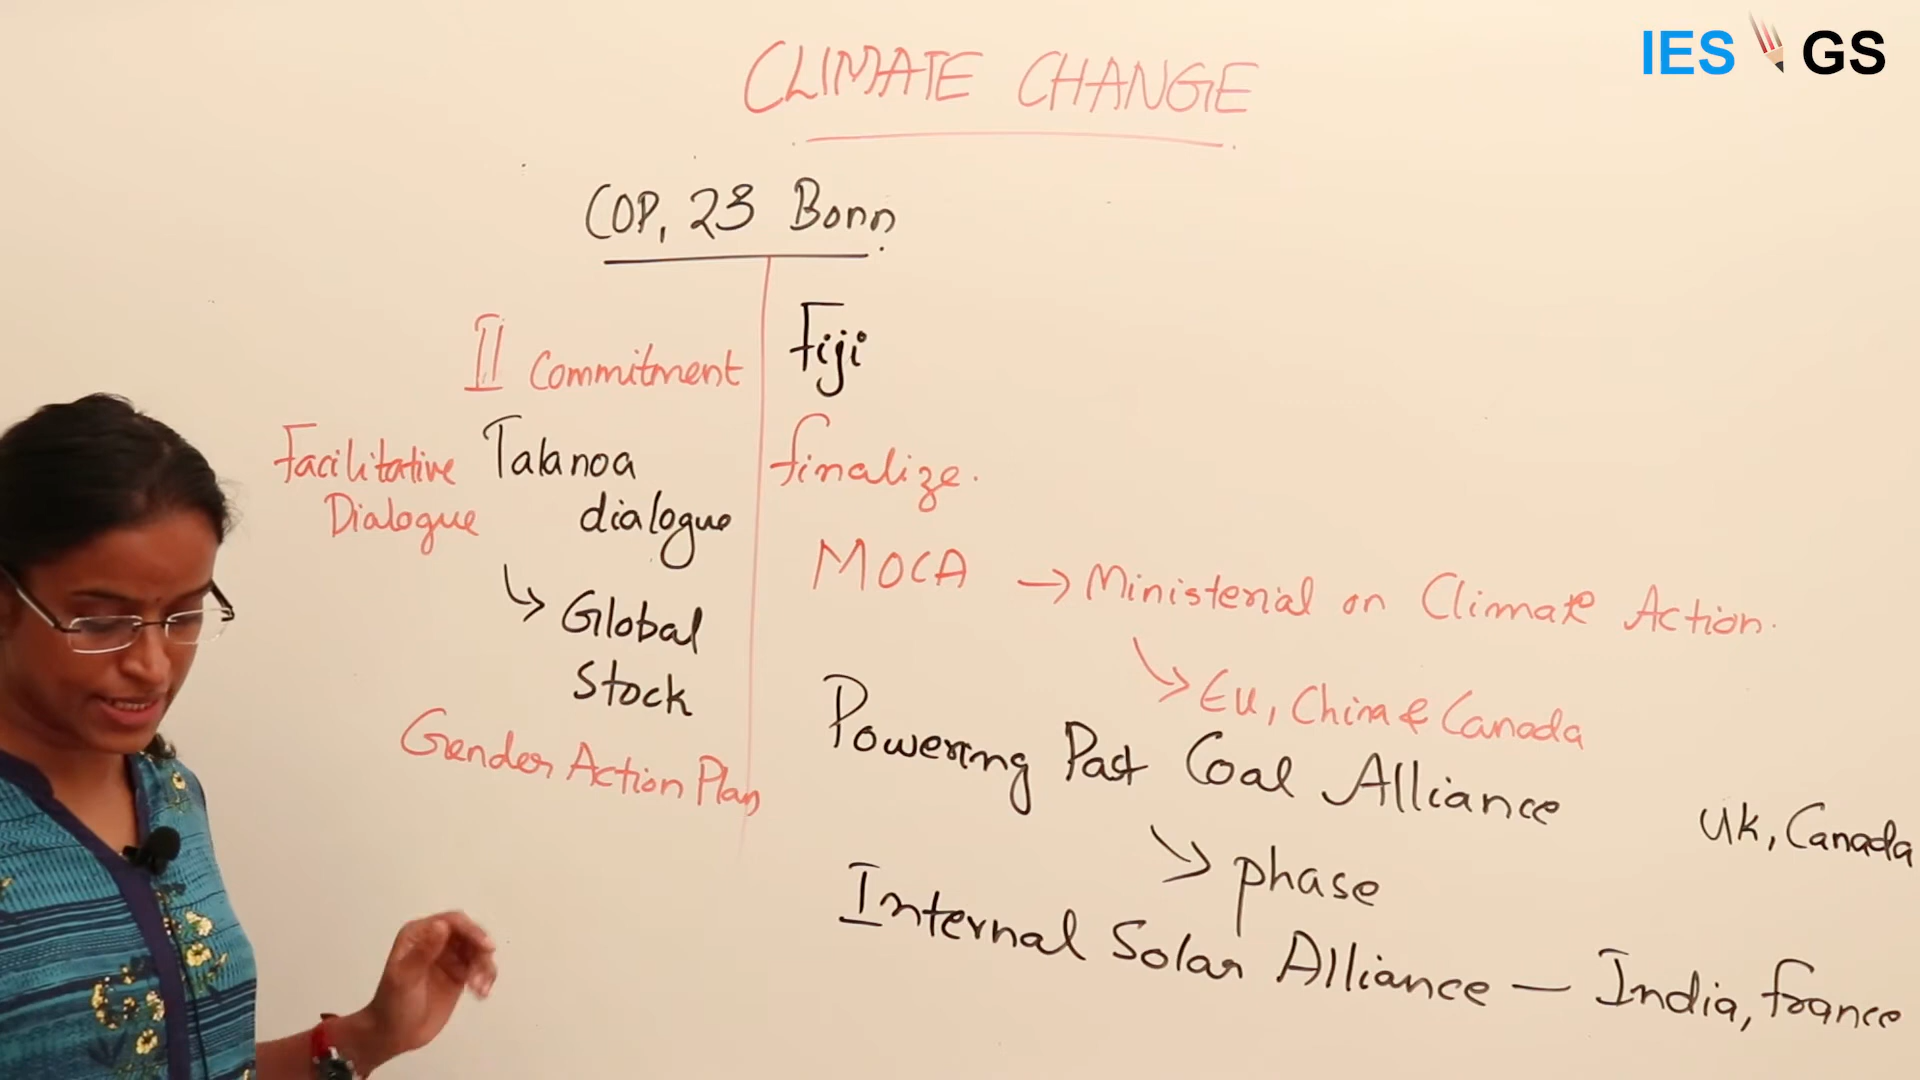 IES GS
CLIMATE CHANGE
COP, 23 Bonn
II Commitment
Facilitative
Dialogue
Talanoa
dialogue
Global
Stock
Gender Action Plan
Fiji
finalize.
MOCA → Ministerial on Climate Action.
EU, China & Canada
Powering Past Coal Alliance
UK, Canada
phase
Internal Solar Alliance — India, France